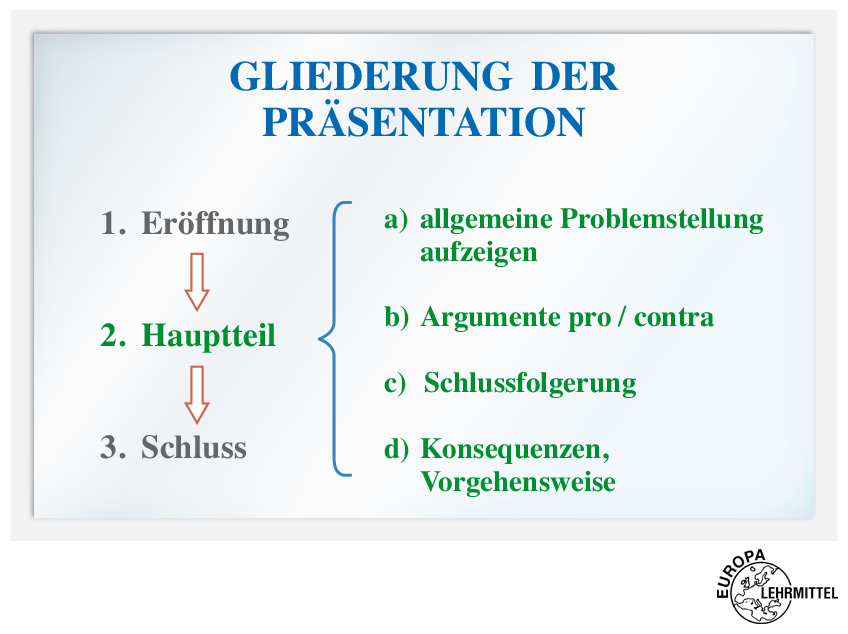 GLIEDERUNG DER
PRÄSENTATION
1. Eröffnung
2. Hauptteil
3. Schluss
a) allgemeine Problemstellung
aufzeigen
b) Argumente pro / contra
c) Schlussfolgerung
d) Konsequenzen,
Vorgehensweise
EUROPA
LEHRMITTEL